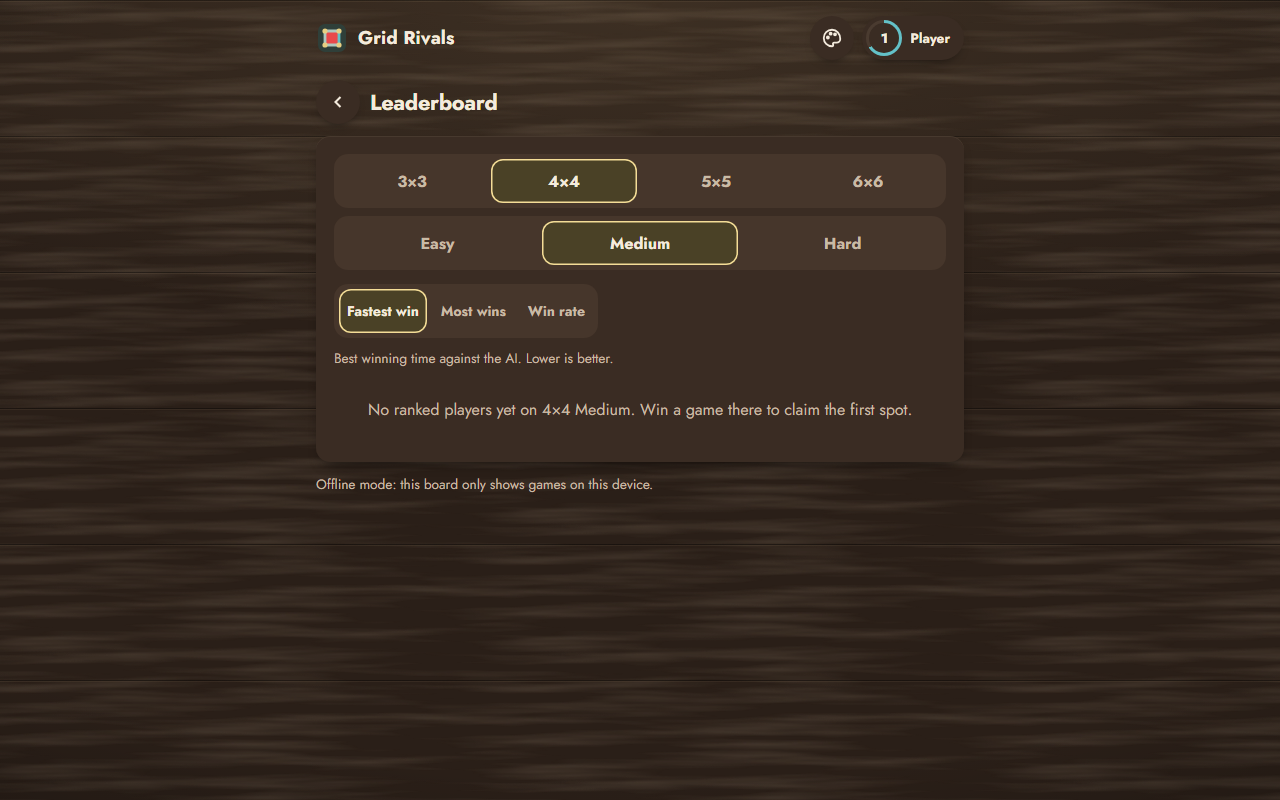 Grid Rivals
1 Player
Leaderboard
3×3 4×4 5×5 6×6
Easy Medium Hard
Fastest win Most wins Win rate
Best winning time against the AI. Lower is better.
No ranked players yet on 4×4 Medium. Win a game there to claim the first spot.
Offline mode: this board only shows games on this device.